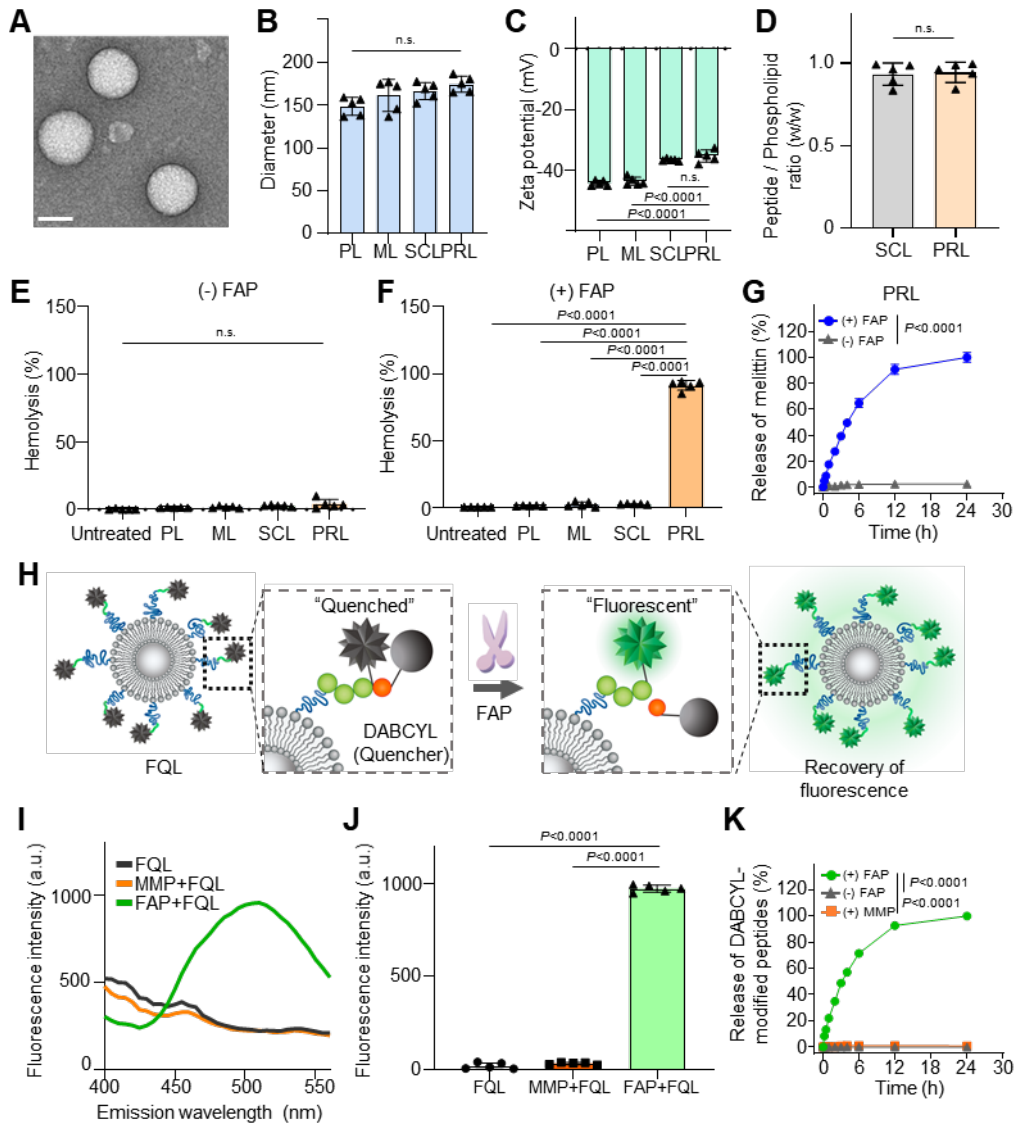 A
B
n.s.
Diameter (nm)
200
150
100
50
0
PL ML SCL PRL
C
Zeta potential (mV)
0
-20
-40
n.s.
P<0.0001
P<0.0001
PL ML SCL PRL
D
n.s.
Peptide / Phospholipid
ratio (w/w)
1.0
0.5
0
SCL PRL
E
(-) FAP
n.s.
Hemolysis (%)
150
100
50
0
Untreated PL ML SCL PRL
F
(+) FAP
P<0.0001
P<0.0001
P<0.0001
P<0.0001
Hemolysis (%)
150
100
50
0
Untreated PL ML SCL PRL
G
PRL
(+) FAP
(-) FAP
P<0.0001
Release of melittin (%)
120
100
80
60
40
20
0
0 6 12 18 24 30
Time (h)
H
FQL
"Quenched"
DABCYL
(Quencher)
FAP
"Fluorescent"
Recovery of
fluorescence
I
FQL
MMP+FQL
FAP+FQL
Fluorescence intensity (a.u.)
1000
500
0
400 450 500 550
Emission wavelength (nm)
J
P<0.0001
P<0.0001
Fluorescence intensity (a.u.)
1000
500
0
FQL MMP+FQL FAP+FQL
K
(+) FAP
(-) FAP
(+) MMP
P<0.0001
P<0.0001
Release of DABCYL-
modified peptides (%)
120
100
80
60
40
20
0
0 6 12 18 24 30
Time (h)